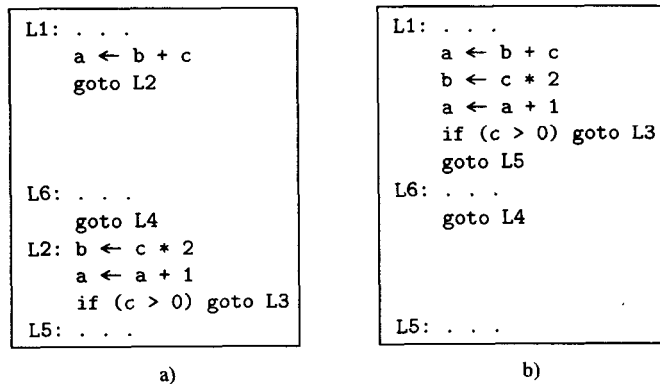 L1: . . .
a ← b + c
goto L2
L6: . . .
goto L4
L2: b ← c * 2
a ← a + 1
if (c > 0) goto L3
L5: . . .
a)
L1: . . .
a ← b + c
b ← c * 2
a ← a + 1
if (c > 0) goto L3
goto L5
L6: . . .
goto L4
L5: . . .
b)